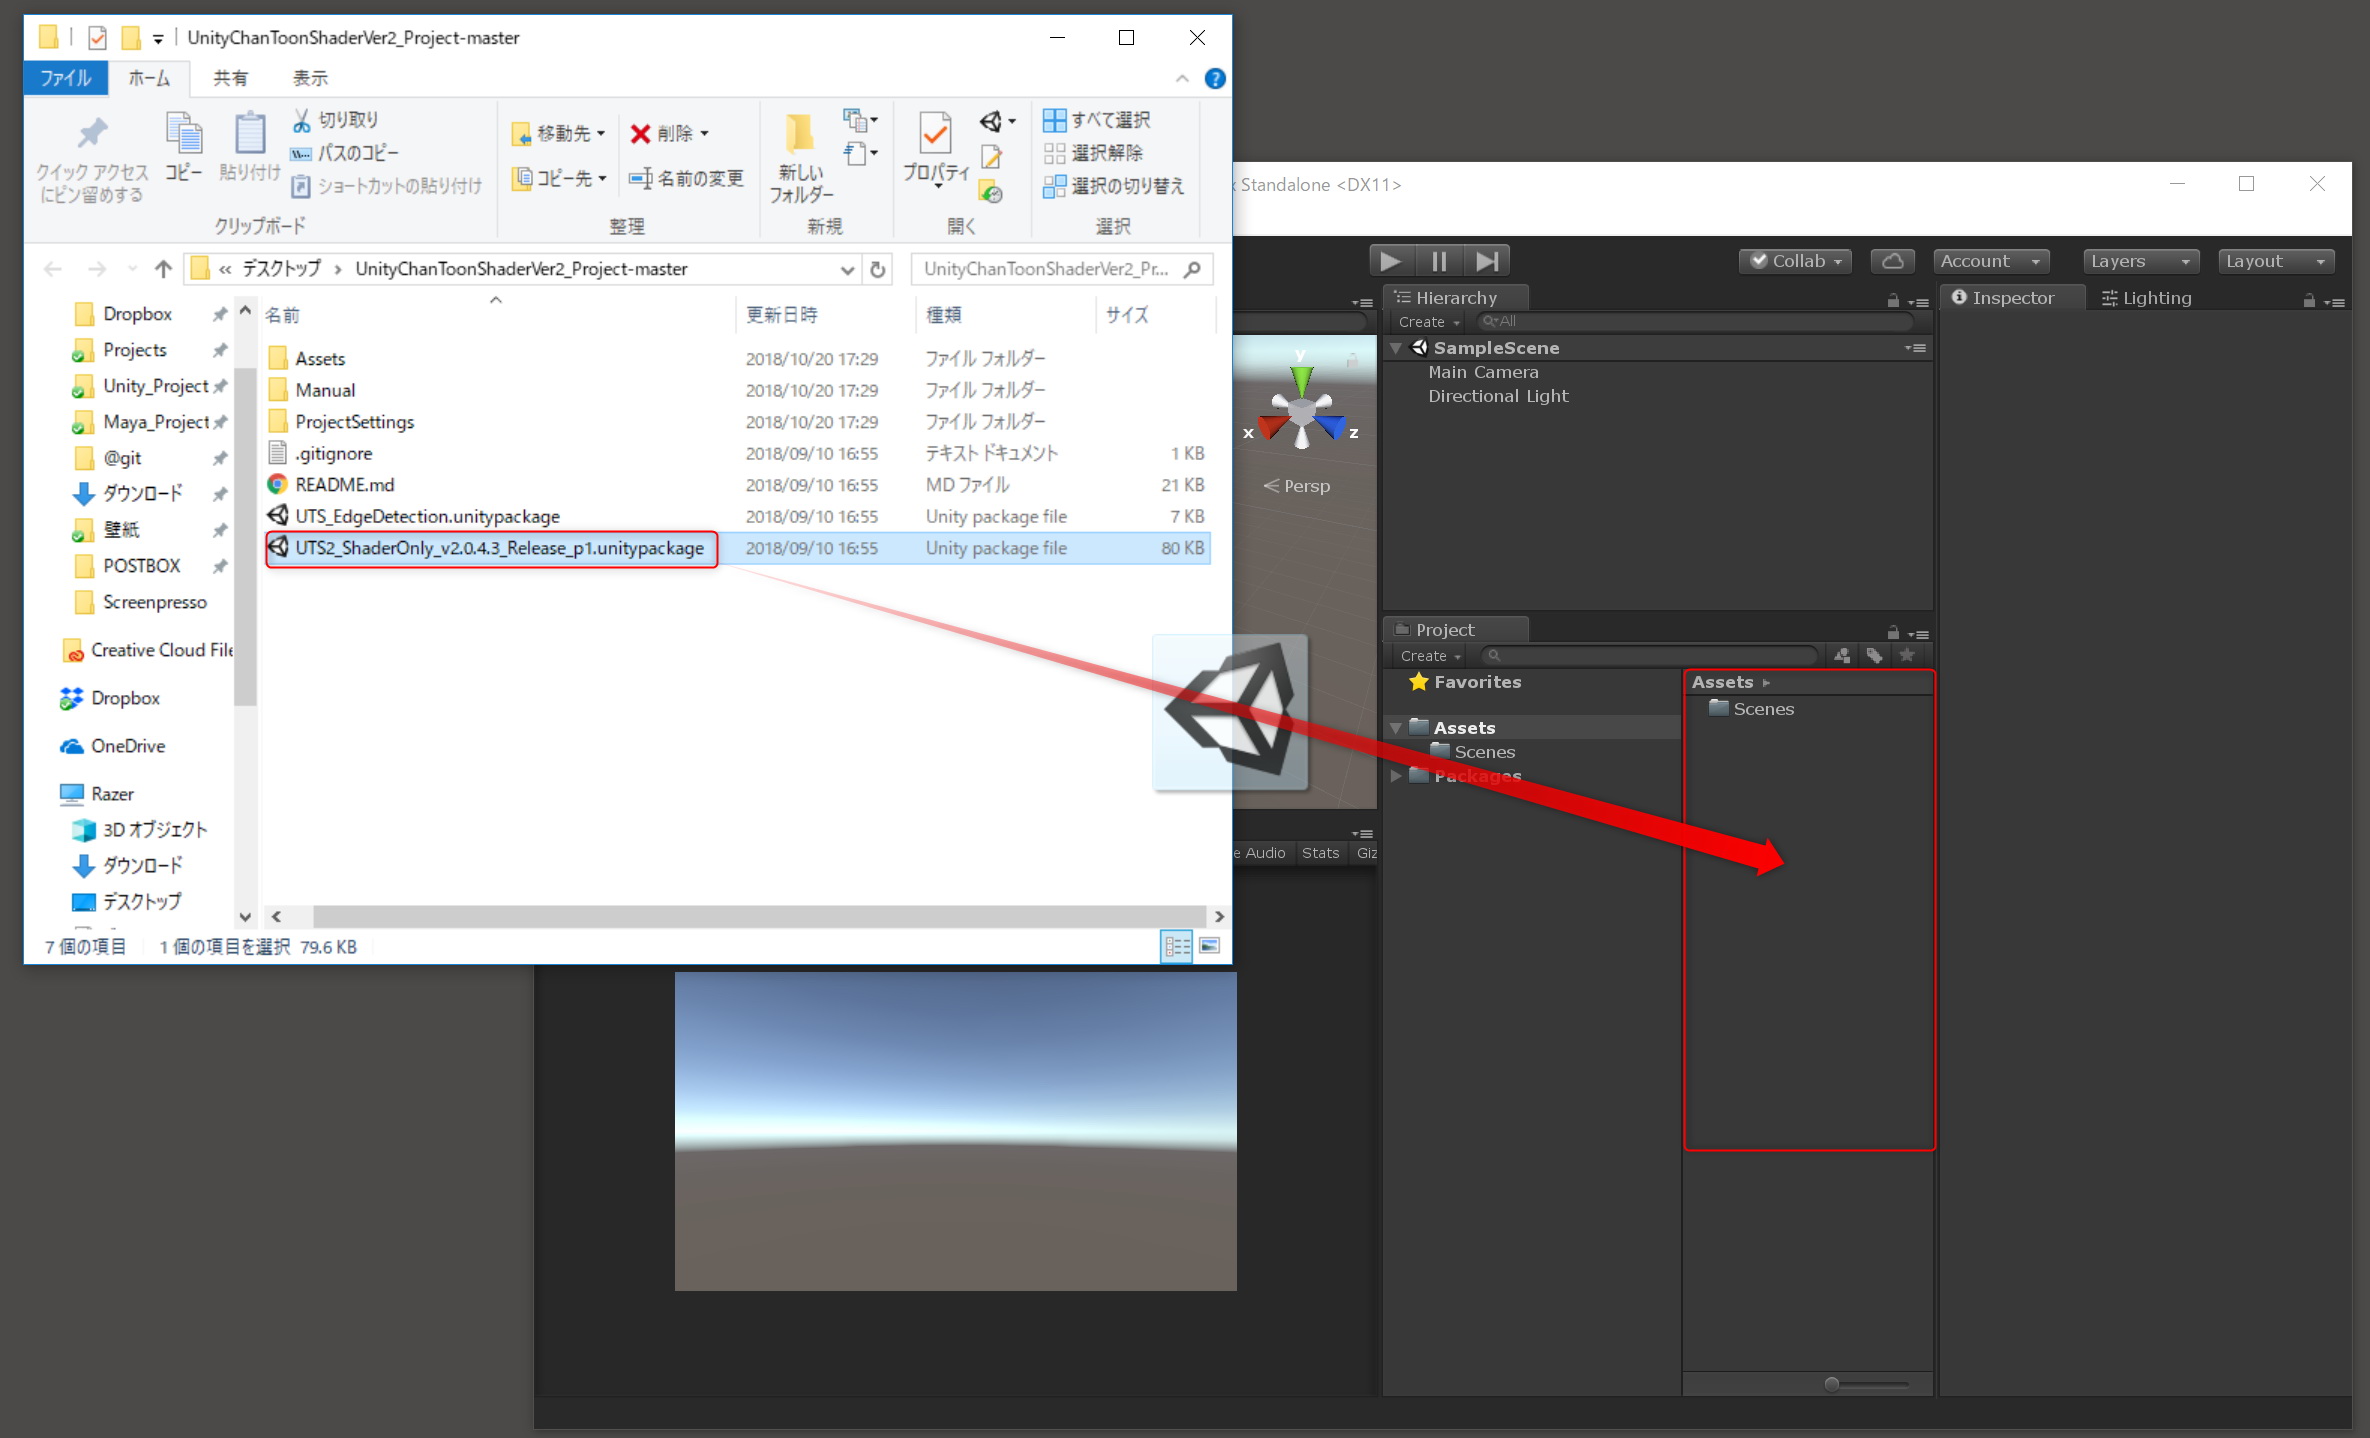 UnityChanToonShaderVer2_Project-master
ファイル ホーム 共有 表示
クイック アクセス
にピン留めする
コピー
貼り付け
切り取り
パスのコピー
ショートカットの貼り付け
クリップボード
移動先
コピー先
削除
名前の変更
整理
新しい
フォルダー
新規
プロパティ
開く
すべて選択
選択解除
選択の切り替え
選択
« デスクトップ › UnityChanToonShaderVer2_Project-master
UnityChanToonShaderVer2_Pr...
Dropbox
Projects
Unity_Project
Maya_Project
@git
ダウンロード
壁紙
POSTBOX
Screenpresso
Creative Cloud File
Dropbox
OneDrive
Razer
3D オブジェクト
ダウンロード
デスクトップ
名前 更新日時 種類 サイズ
Assets 2018/10/20 17:29 ファイル フォルダー
Manual 2018/10/20 17:29 ファイル フォルダー
ProjectSettings 2018/10/20 17:29 ファイル フォルダー
.gitignore 2018/09/10 16:55 テキスト ドキュメント 1 KB
README.md 2018/09/10 16:55 MD ファイル 21 KB
UTS_EdgeDetection.unitypackage 2018/09/10 16:55 Unity package file 7 KB
UTS2_ShaderOnly_v2.0.4.3_Release_p1.unitypackage 2018/09/10 16:55 Unity package file 80 KB
7 個の項目 1 個の項目を選択 79.6 KB
Standalone <DX11>
Collab Account Layers Layout
Hierarchy
Create All
SampleScene
Main Camera
Directional Light
Inspector Lighting
y
x
z
Persp
Project
Create
Favorites
Assets
Scenes
Packages
Assets
Scenes
e Audio Stats Giz